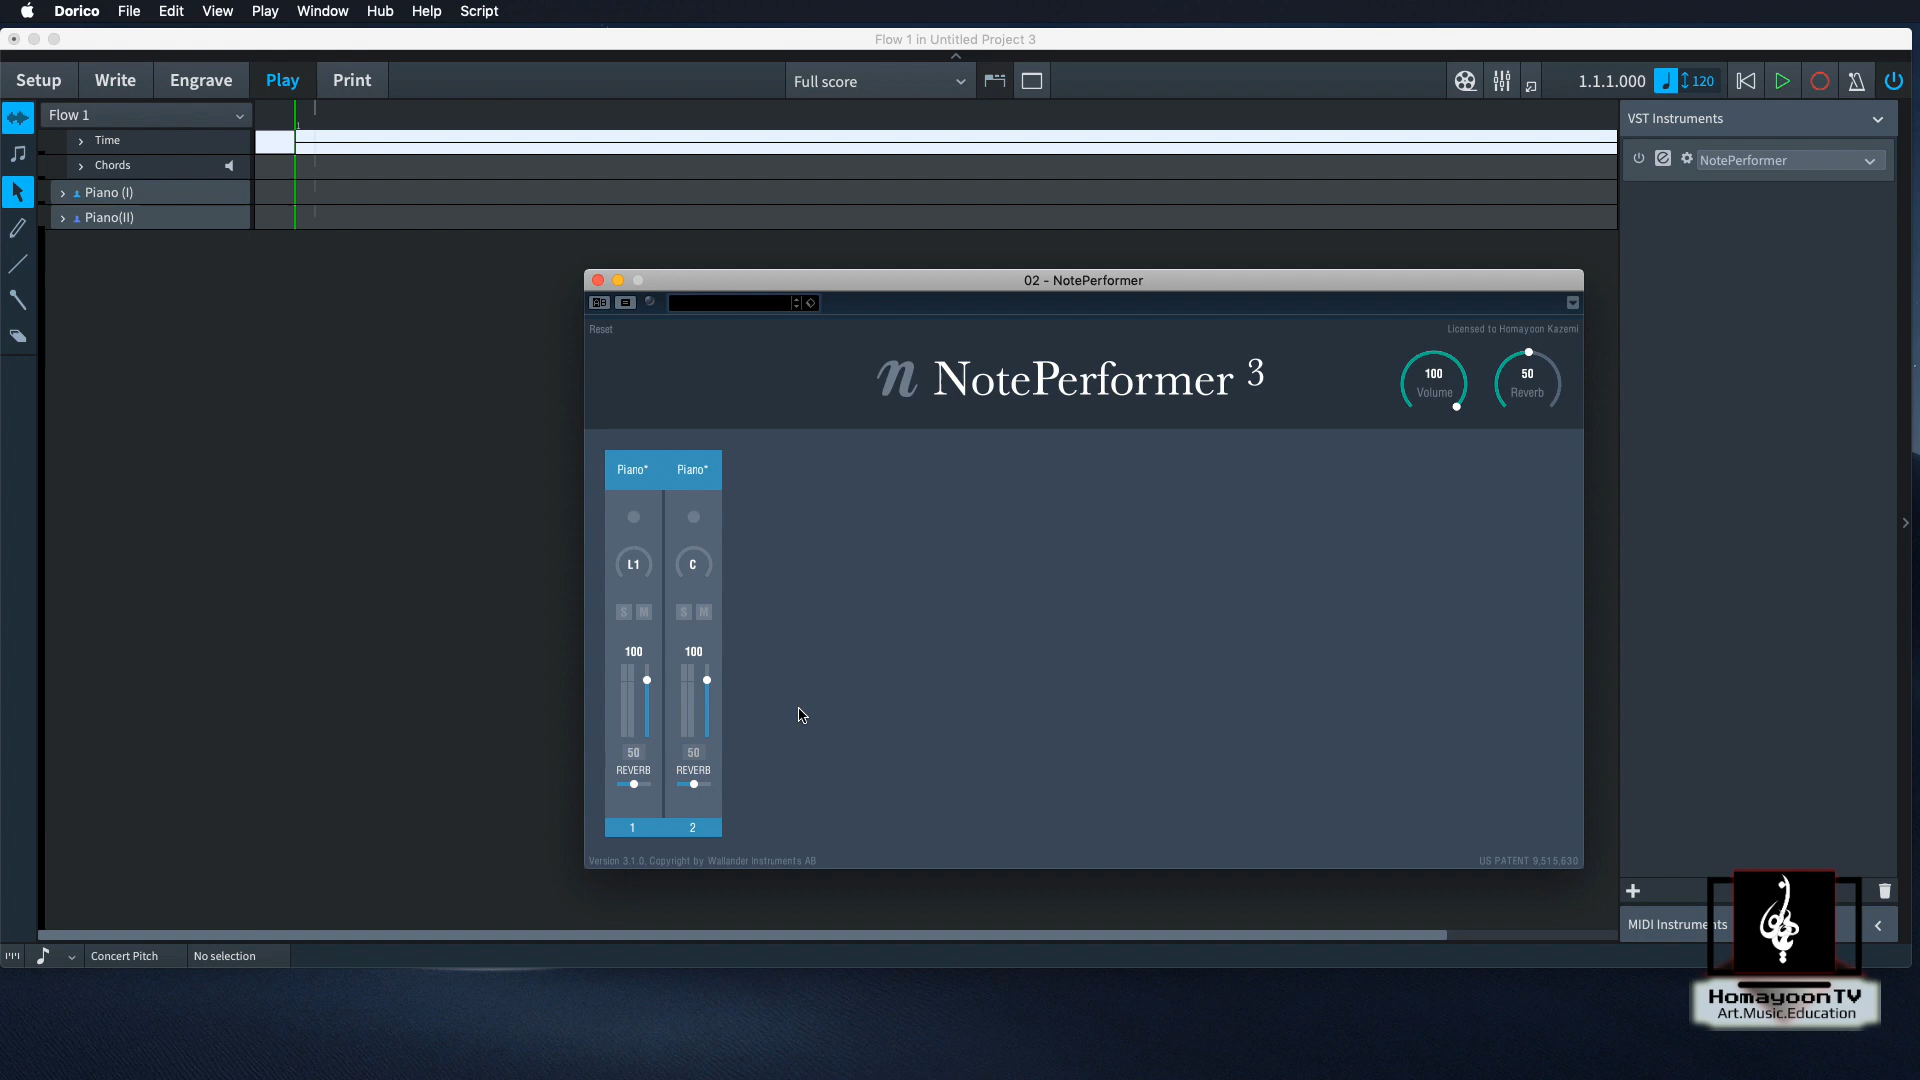 Dorico File Edit View Play Window Hub Help Script
Flow 1 in Untitled Project 3
Setup Write Engrave Play Print Full score 1.1.1.000 120
Flow 1
1
Time
Chords
Piano (I)
Piano(II)
VST Instruments
NotePerformer
02 - NotePerformer
Reset
Licensed to Homayoon Kazemi
n NotePerformer 3
100
Volume
50
Reverb
Piano* Piano*
L1 C
S M S M
100 100
50 50
REVERB REVERB
1 2
Version 3.1.0, Copyright by Wallander Instruments AB
US PATENT 9,515,630
MIDI Instruments
Concert Pitch No selection
HomayoonTV
Art.Music.Education